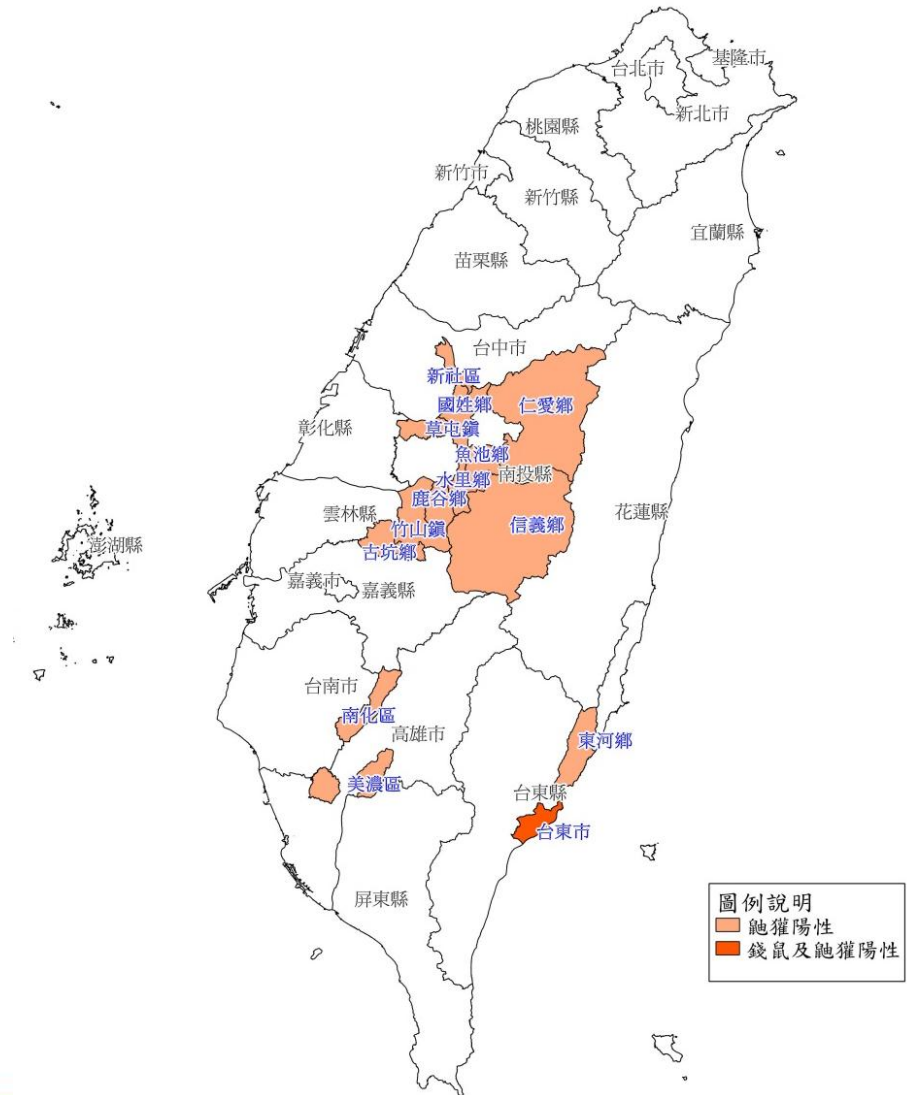 基隆市
台北市
新北市
桃園縣
新竹市
新竹縣
宜蘭縣
苗栗縣
台中市
新社區
國姓鄉
仁愛鄉
彰化縣
草屯鎮
魚池鄉
南投縣
水里鄉
鹿谷鄉
雲林縣
竹山鎮
信義鄉
花蓮縣
古坑鄉
澎湖縣
嘉義市
嘉義縣
台南市
南化區
高雄市
東河鄉
美濃區
台東縣
台東市
屏東縣
圖例說明
鼬獾陽性
錢鼠及鼬獾陽性